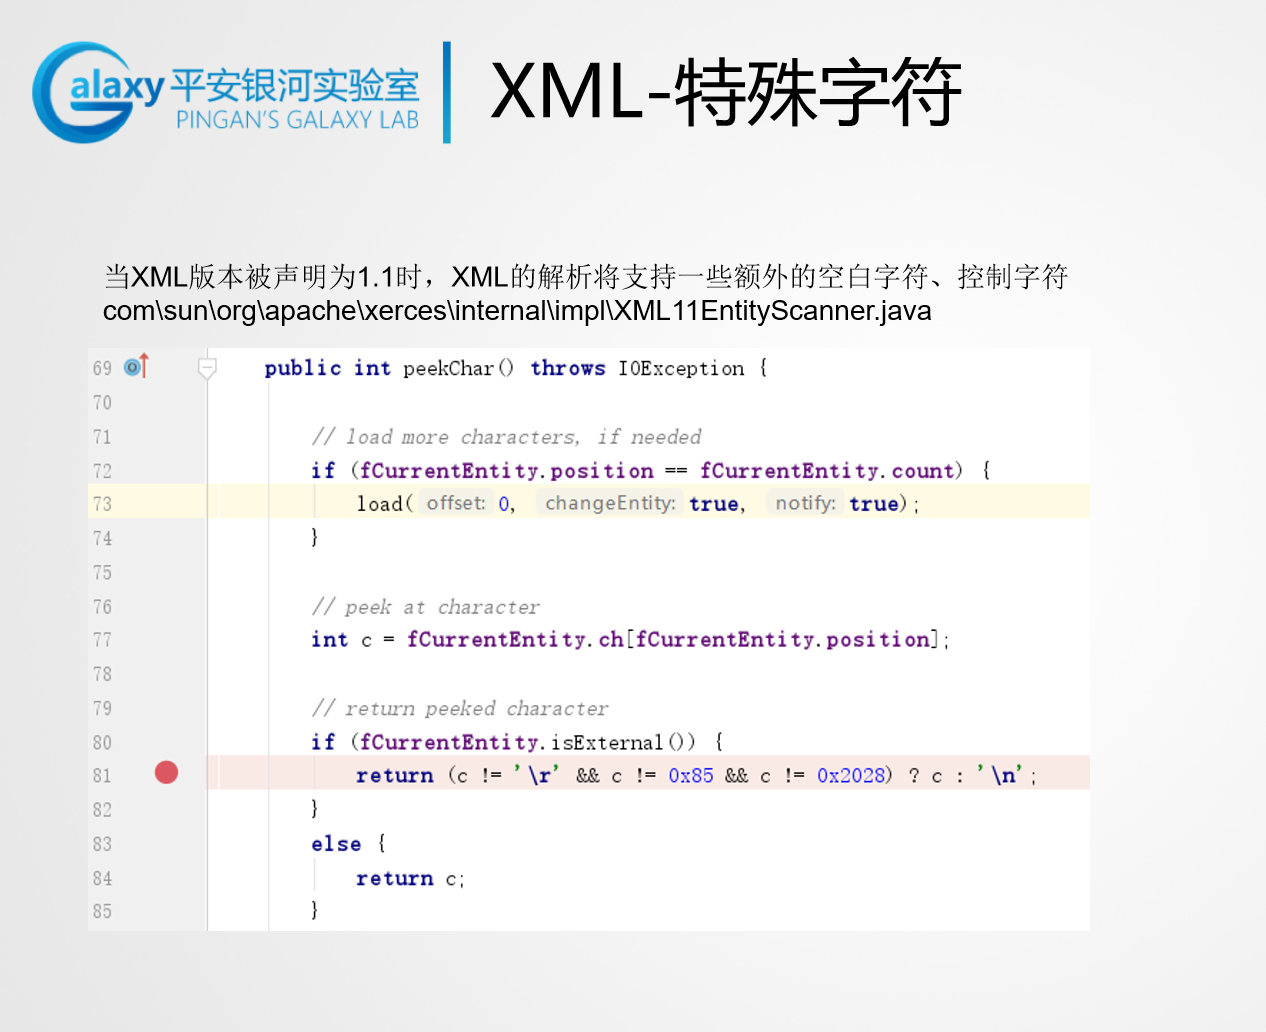 Galaxy 平安银河实验室
PINGAN'S GALAXY LAB
XML-特殊字符
当XML版本被声明为1.1时，XML的解析将支持一些额外的空白字符、控制字符
com\sun\org\apache\xerces\internal\impl\XML11EntityScanner.java
69 public int peekChar() throws IOException {
70
71 // load more characters, if needed
72 if (fCurrentEntity.position == fCurrentEntity.count) {
73 load( offset: 0, changeEntity: true, notify: true);
74 }
75
76 // peek at character
77 int c = fCurrentEntity.ch[fCurrentEntity.position];
78
79 // return peeked character
80 if (fCurrentEntity.isExternal()) {
81 return (c != '\r' && c != 0x85 && c != 0x2028) ? c : '\n';
82 }
83 else {
84 return c;
85 }